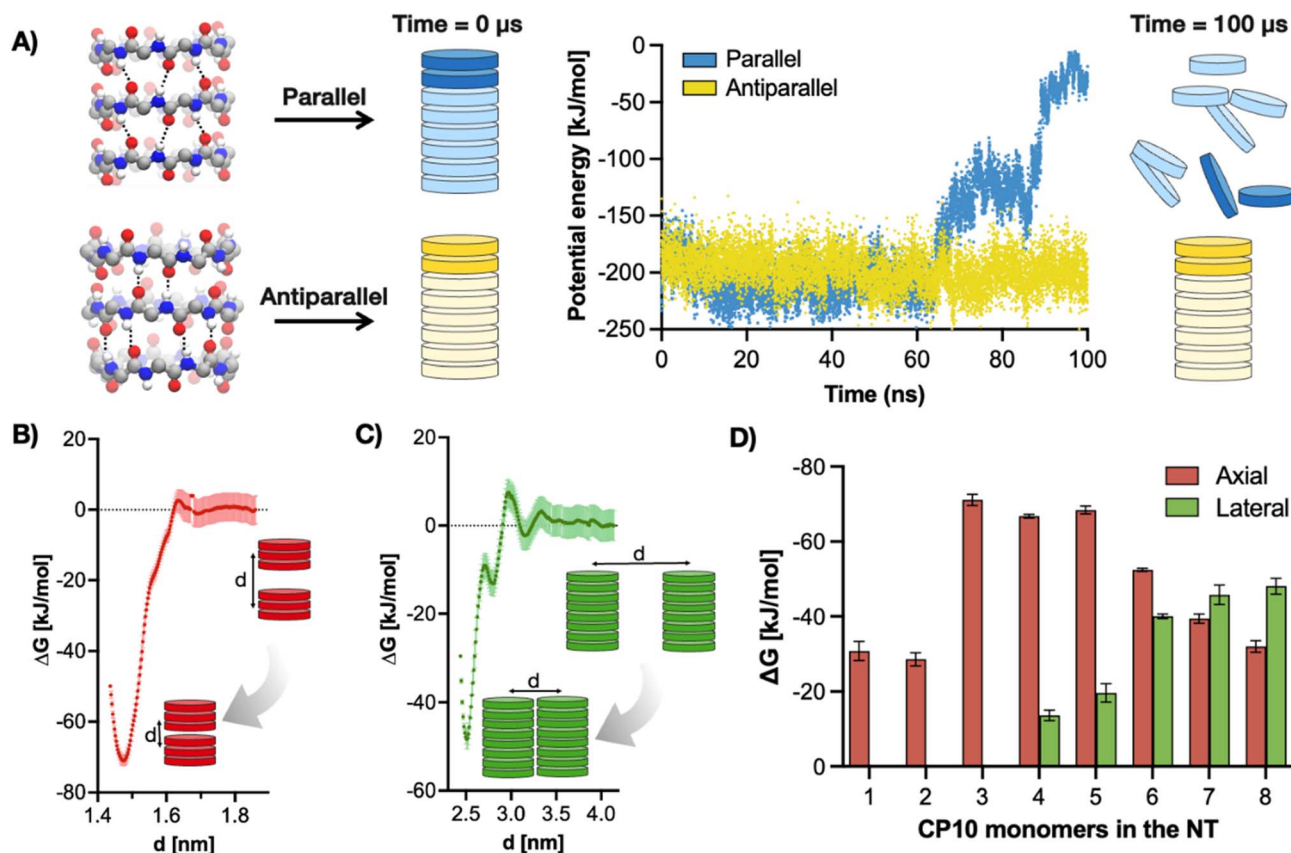 A)
Time = 0 µs
Time = 100 µs
Parallel
Antiparallel
Potential energy [kJ/mol]
0
-50
-100
-150
-200
-250
Parallel
Antiparallel
0 20 40 60 80 100
Time (ns)
B)
ΔG [kJ/mol]
20
0
-20
-40
-60
-80
d
d
1.4 1.6 1.8
d [nm]
C)
ΔG [kJ/mol]
20
0
-20
-40
-60
d
d
2.5 3.0 3.5 4.0
d [nm]
D)
ΔG [kJ/mol]
-80
-60
-40
-20
0
Axial
Lateral
1 2 3 4 5 6 7 8
CP10 monomers in the NT